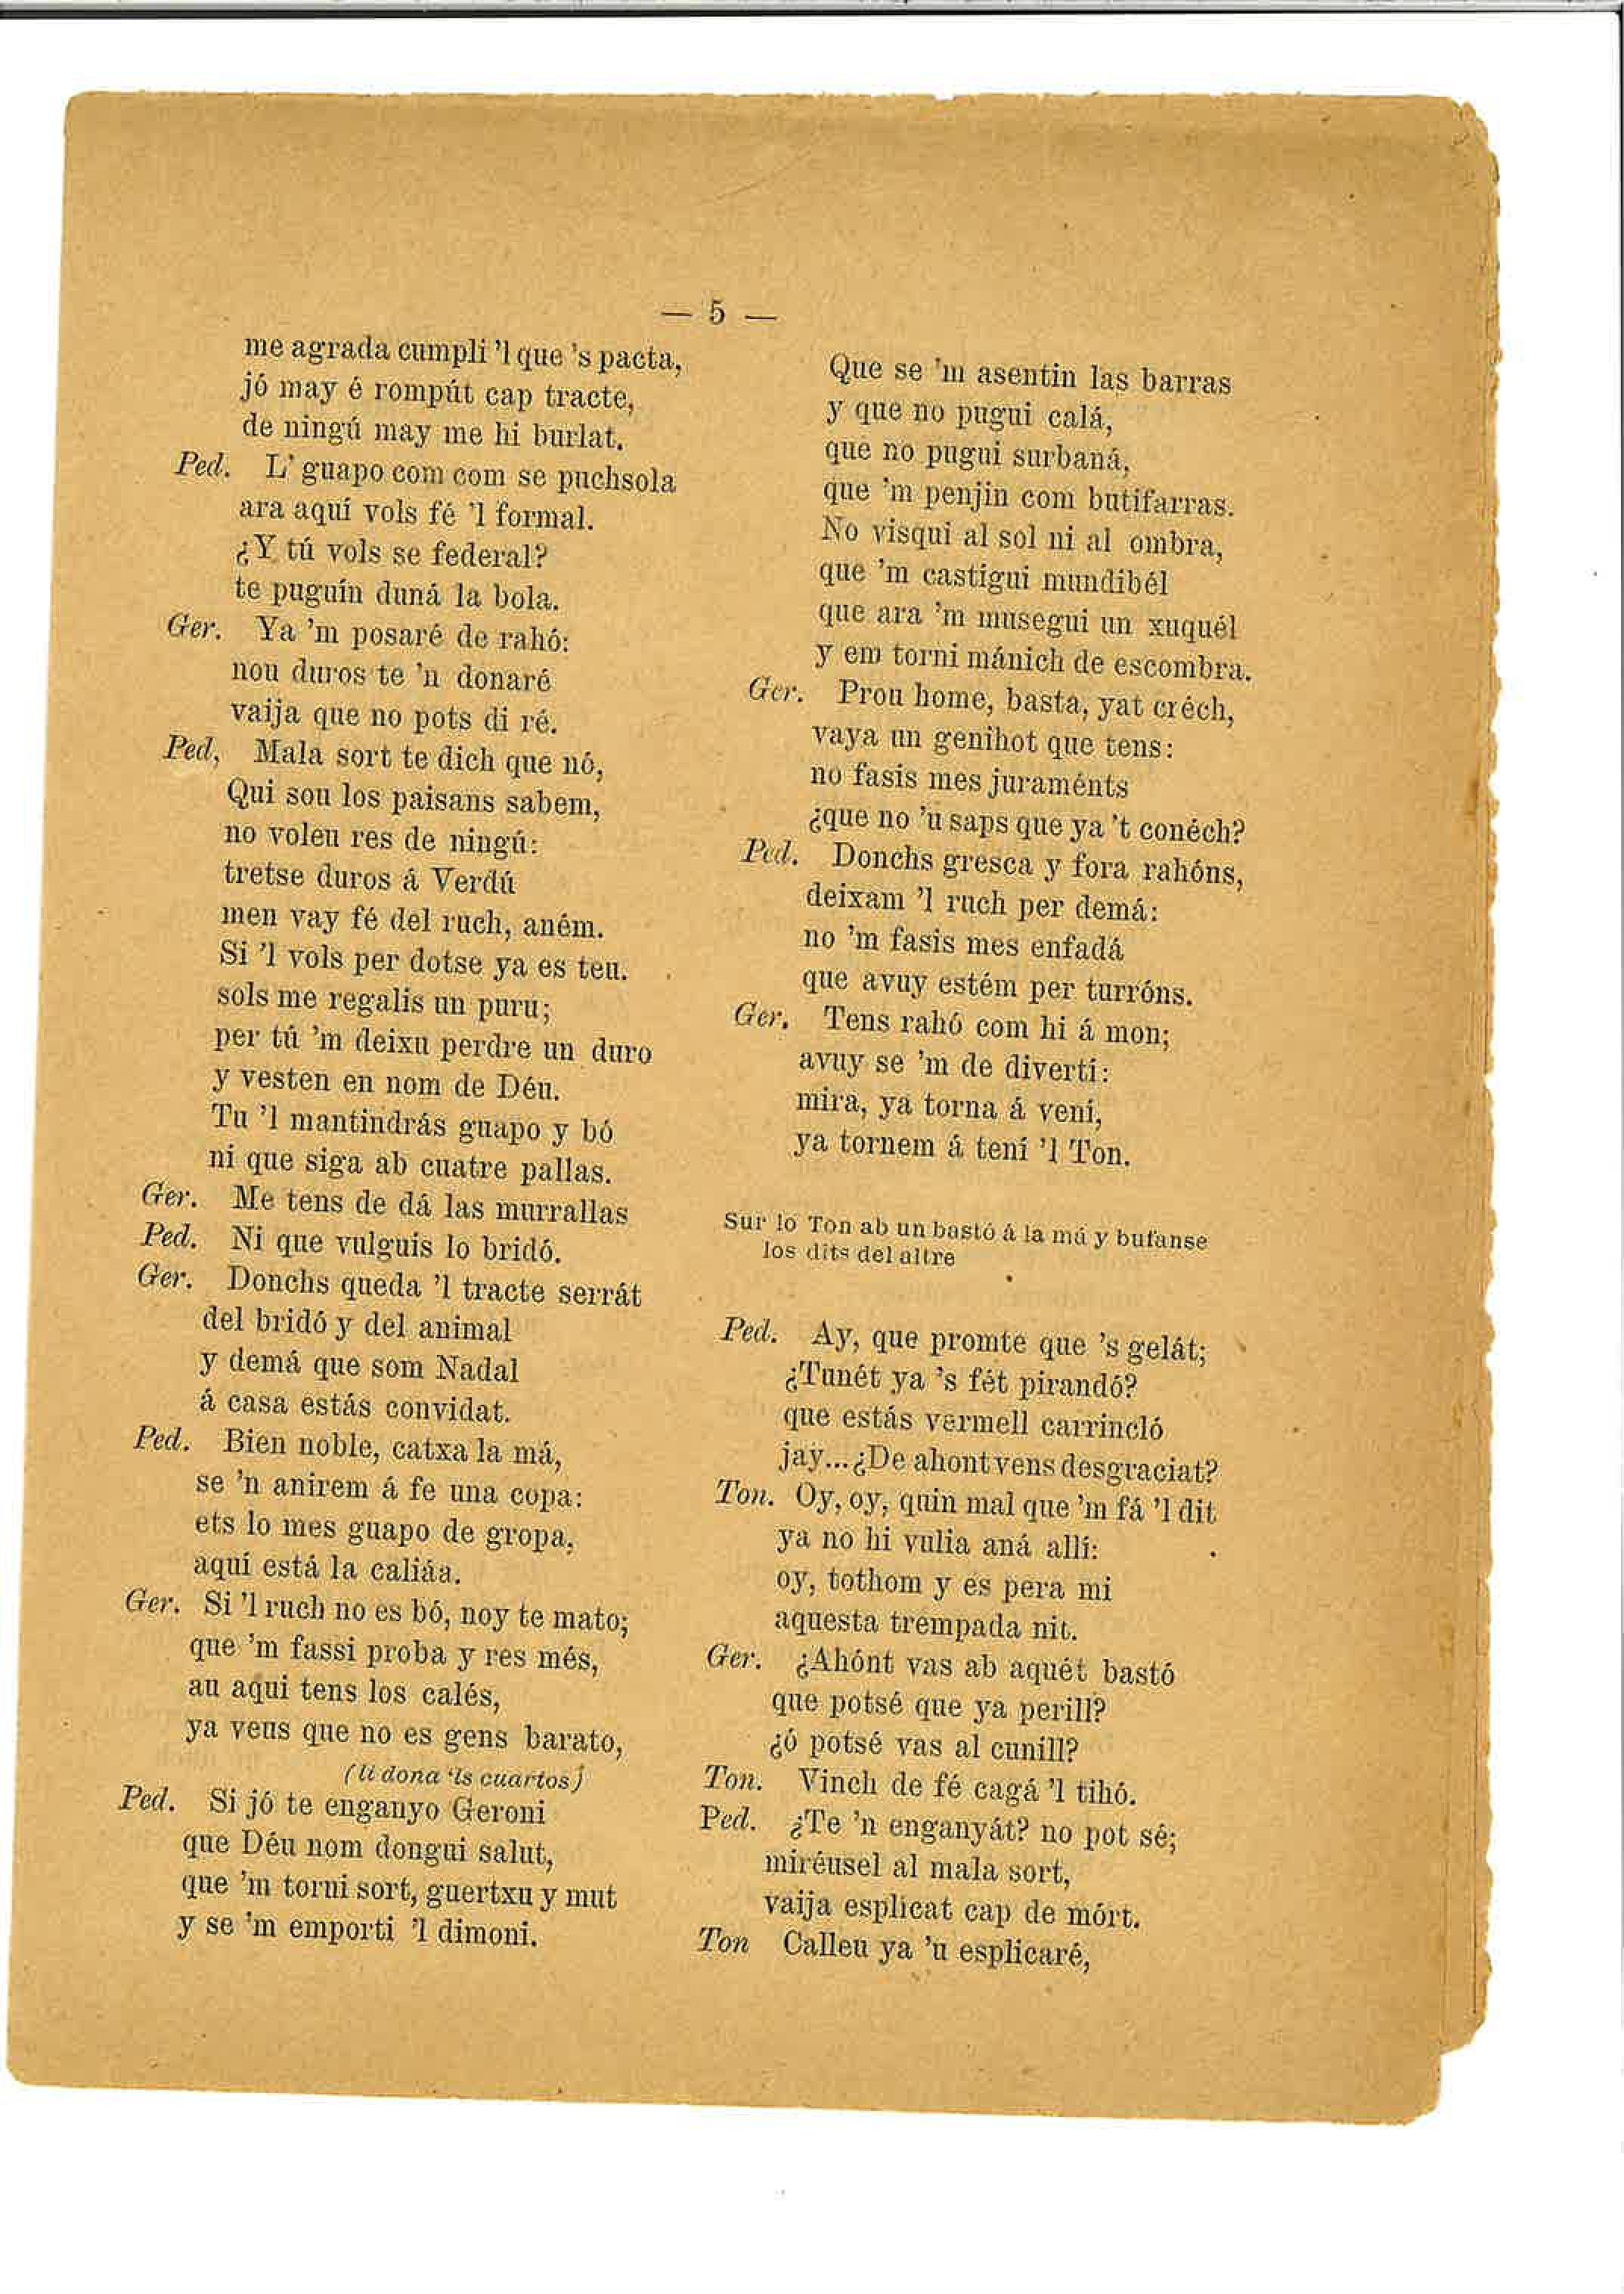 — 5 —
me agrada cumpli 'l que 's pacta,
jó may é rompút cap tracte,
de ningú may me hi burlat.
Ped. L' guapo com com se puchsola
ara aquí vols fé 'l formal.
¿Y tú vols se federal?
te puguín duná la bola.
Ger. Ya 'm posaré de rahó:
nou duros te 'n donaré
vaija que no pots di ré.
Ped, Mala sort te dich que nó,
Qui sou los paisans sabem,
no voleu res de ningú:
tretse duros á Verdú
men vay fé del ruch, aném.
Si 'l vols per dotse ya es teu.
sols me regalis un puru;
per tú 'm deixu perdre un duro
y vesten en nom de Déu.
Tu 'l mantindrás guapo y bó
ni que siga ab cuatre pallas.
Ger. Me tens de dá las murrallas
Ped. Ni que vulguis lo bridó.
Ger. Donchs queda 'l tracte serrát
del bridó y del animal
y demá que som Nadal
á casa estás convidat.
Ped. Bien noble, catxa la má,
se 'n anirem á fe una copa:
ets lo mes guapo de gropa,
aquí está la caliáa.
Ger. Si 'l ruch no es bó, noy te mato;
que 'm fassi proba y res més,
au aqui tens los calés,
ya veus que no es gens barato,
(li dona 'ls cuartos)
Ped. Si jó te enganyo Geroni
que Déu nom dongui salut,
que 'm torni sort, guertxu y mut
y se 'm emporti 'l dimoni.
Que se 'm asentin las barras
y que no pugui calá,
que no pugui surbaná,
que 'm penjin com butifarras.
No visqui al sol ni al ombra,
que 'm castigui mundibél
que ara 'm musegui un xuquél
y em torni mánich de escombra.
Ger. Prou home, basta, yat créch,
vaya un genihot que tens:
no fasis mes juraménts
¿que no 'u saps que ya 't conéch?
Ped. Donchs gresca y fora rahóns,
deixam 'l ruch per demá:
no 'm fasis mes enfadá
que avuy estém per turróns.
Ger. Tens rahó com hi á mon;
avuy se 'm de divertí:
mira, ya torna á vení,
ya tornem á tení 'l Ton.
Sur lo Ton ab un bastó á la má y bufanse
los dits del altre
Ped. Ay, que promte que 's gelát;
¿Tunét ya 's fét pirandó?
que estás vermell carrincló
jay...¿De ahont vens desgraciat?
Ton. Oy, oy, quin mal que 'm fá 'l dit
ya no hi vulia aná allí:
oy, tothom y es pera mi
aquesta trempada nit.
Ger. ¿Ahónt vas ab aquét bastó
que potsé que ya perill?
¿ó potsé vas al cunill?
Ton. Vinch de fé cagá 'l tihó.
Ped. ¿Te 'n enganyát? no pot sé;
miréusel al mala sort,
vaija esplicat cap de mórt.
Ton Calleu ya 'u esplicaré,